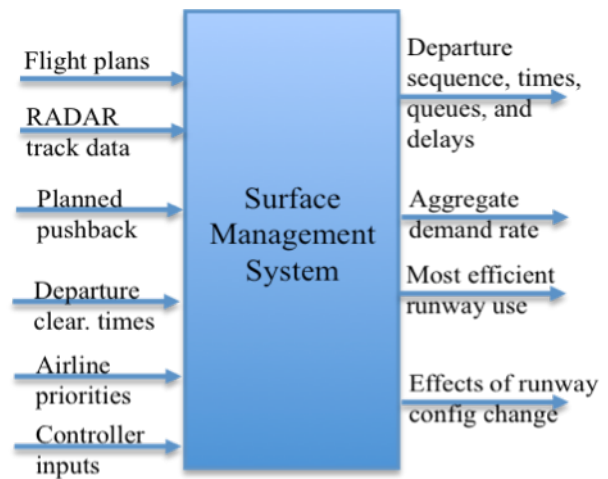 Flight plans
RADAR
track data
Planned
pushback
Departure
clear. times
Airline
priorities
Controller
inputs
Surface
Management
System
Departure
sequence, times,
queues, and
delays
Aggregate
demand rate
Most efficient
runway use
Effects of runway
config change